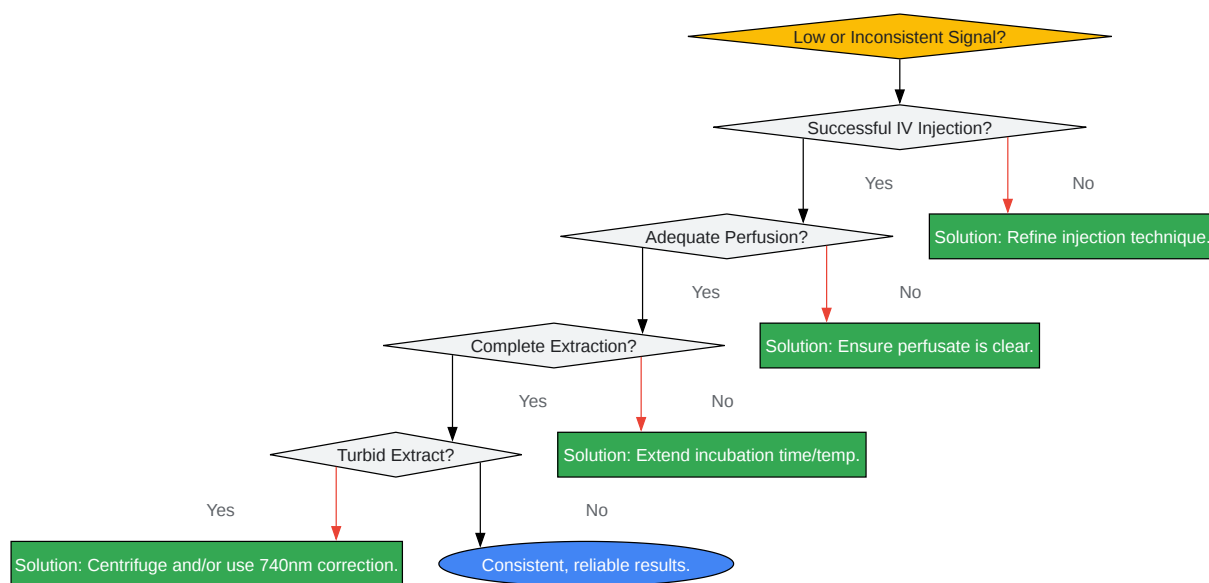 Low or Inconsistent Signal?
Successful IV Injection?
Yes
No
Solution: Refine injection technique.
Adequate Perfusion?
Yes
No
Solution: Ensure perfusate is clear.
Complete Extraction?
Yes
No
Solution: Extend incubation time/temp.
Turbid Extract?
Yes
No
Solution: Centrifuge and/or use 740nm correction.
Consistent, reliable results.